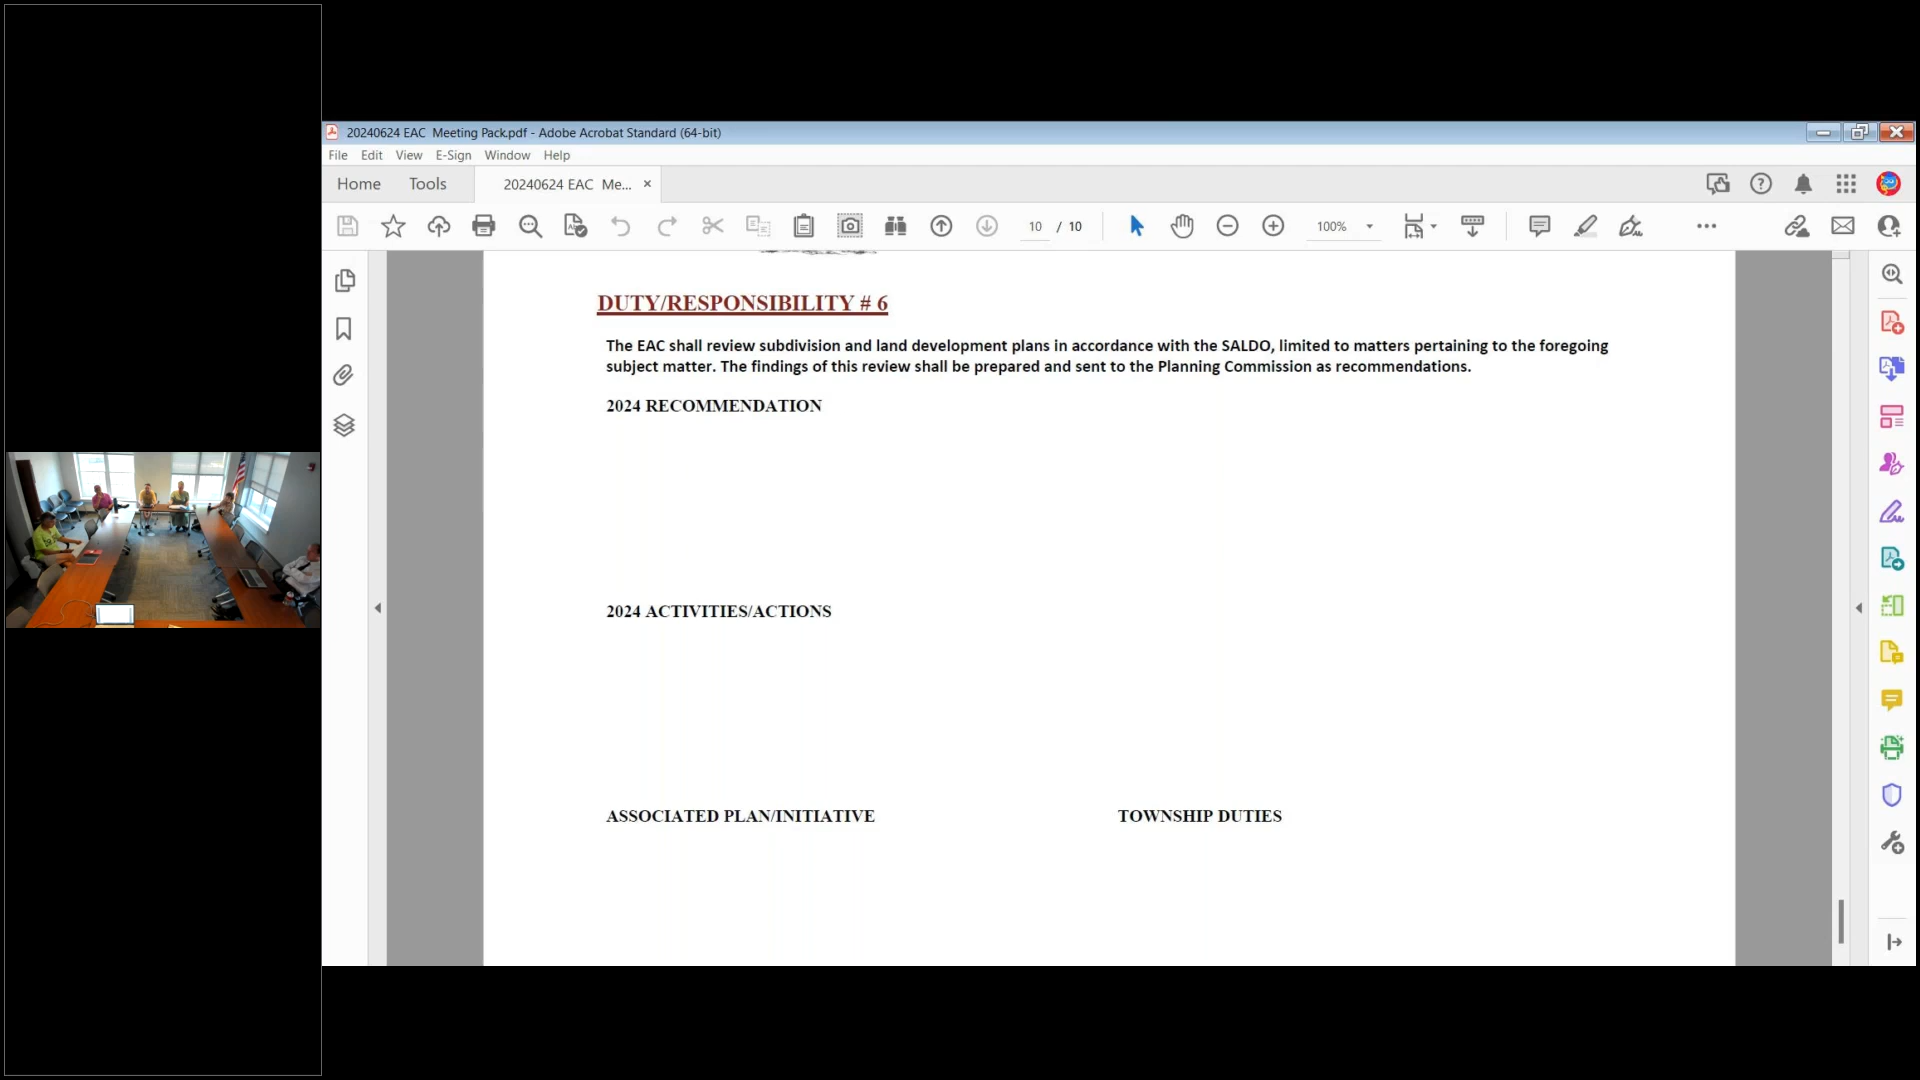 20240624 EAC  Meeting Pack.pdf - Adobe Acrobat Standard (64-bit)
File Edit View E-Sign Window Help
Home Tools 20240624 EAC  Me... ×
10 / 10 100%
DUTY/RESPONSIBILITY # 6
The EAC shall review subdivision and land development plans in accordance with the SALDO, limited to matters pertaining to the foregoing
subject matter. The findings of this review shall be prepared and sent to the Planning Commission as recommendations.
2024 RECOMMENDATION
2024 ACTIVITIES/ACTIONS
ASSOCIATED PLAN/INITIATIVE TOWNSHIP DUTIES